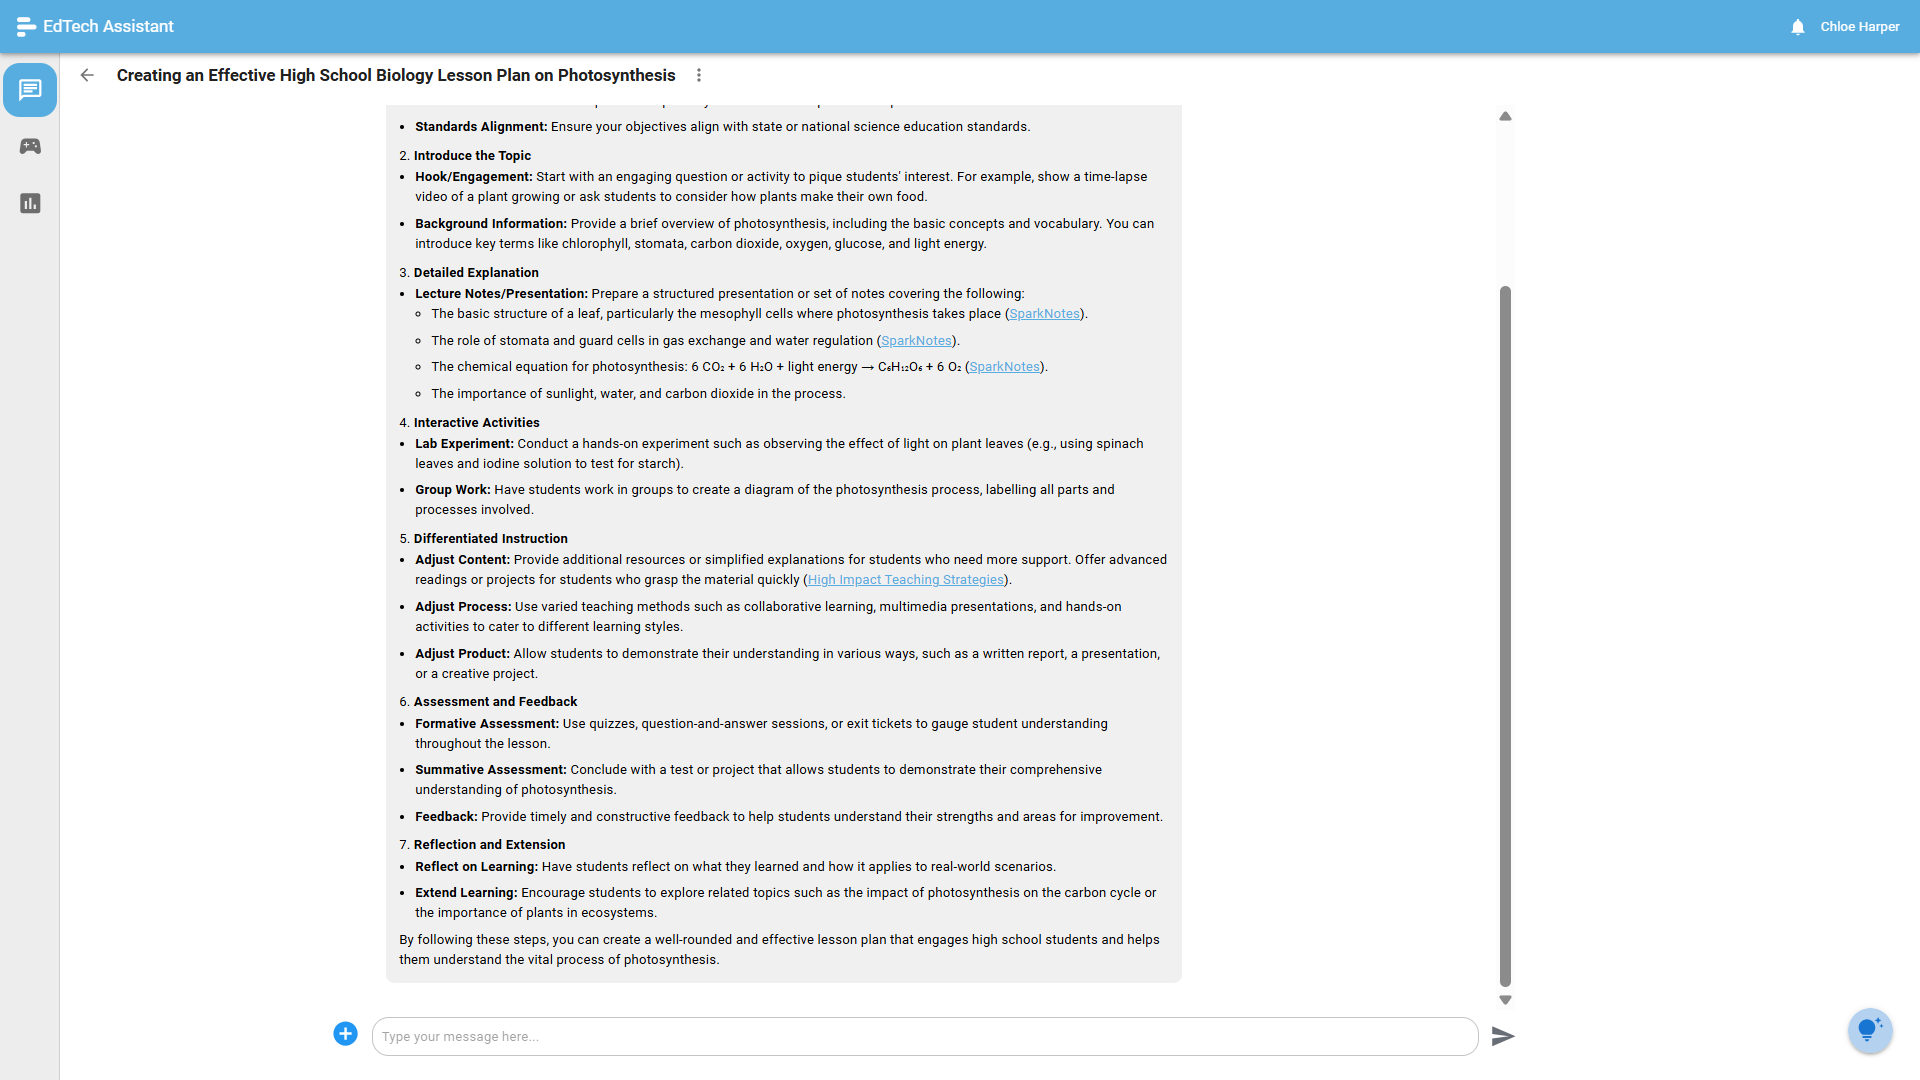 EdTech Assistant
Chloe Harper
Creating an Effective High School Biology Lesson Plan on Photosynthesis
• Standards Alignment: Ensure your objectives align with state or national science education standards.
2. Introduce the Topic
• Hook/Engagement: Start with an engaging question or activity to pique students' interest. For example, show a time-lapse
video of a plant growing or ask students to consider how plants make their own food.
• Background Information: Provide a brief overview of photosynthesis, including the basic concepts and vocabulary. You can
introduce key terms like chlorophyll, stomata, carbon dioxide, oxygen, glucose, and light energy.
3. Detailed Explanation
• Lecture Notes/Presentation: Prepare a structured presentation or set of notes covering the following:
◦ The basic structure of a leaf, particularly the mesophyll cells where photosynthesis takes place (SparkNotes).
◦ The role of stomata and guard cells in gas exchange and water regulation (SparkNotes).
◦ The chemical equation for photosynthesis: 6 CO₂ + 6 H₂O + light energy → C₆H₁₂O₆ + 6 O₂ (SparkNotes).
◦ The importance of sunlight, water, and carbon dioxide in the process.
4. Interactive Activities
• Lab Experiment: Conduct a hands-on experiment such as observing the effect of light on plant leaves (e.g., using spinach
leaves and iodine solution to test for starch).
• Group Work: Have students work in groups to create a diagram of the photosynthesis process, labelling all parts and
processes involved.
5. Differentiated Instruction
• Adjust Content: Provide additional resources or simplified explanations for students who need more support. Offer advanced
readings or projects for students who grasp the material quickly (High Impact Teaching Strategies).
• Adjust Process: Use varied teaching methods such as collaborative learning, multimedia presentations, and hands-on
activities to cater to different learning styles.
• Adjust Product: Allow students to demonstrate their understanding in various ways, such as a written report, a presentation,
or a creative project.
6. Assessment and Feedback
• Formative Assessment: Use quizzes, question-and-answer sessions, or exit tickets to gauge student understanding
throughout the lesson.
• Summative Assessment: Conclude with a test or project that allows students to demonstrate their comprehensive
understanding of photosynthesis.
• Feedback: Provide timely and constructive feedback to help students understand their strengths and areas for improvement.
7. Reflection and Extension
• Reflect on Learning: Have students reflect on what they learned and how it applies to real-world scenarios.
• Extend Learning: Encourage students to explore related topics such as the impact of photosynthesis on the carbon cycle or
the importance of plants in ecosystems.
By following these steps, you can create a well-rounded and effective lesson plan that engages high school students and helps
them understand the vital process of photosynthesis.
Type your message here...